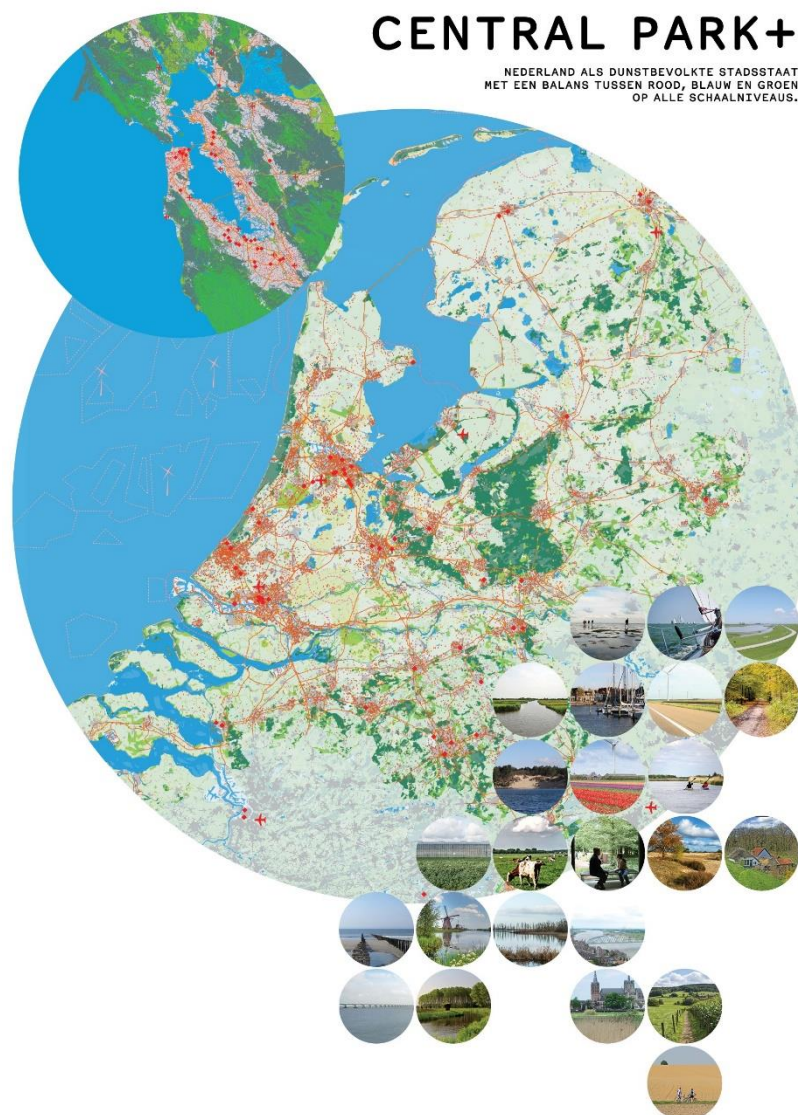 CENTRAL PARK+
NEDERLAND ALS DUNSTBEVOLKTE STADSSTAAT
MET EEN BALANS TUSSEN ROOD, BLAUW EN GROEN
OP ALLE SCHAALNIVEAUS.